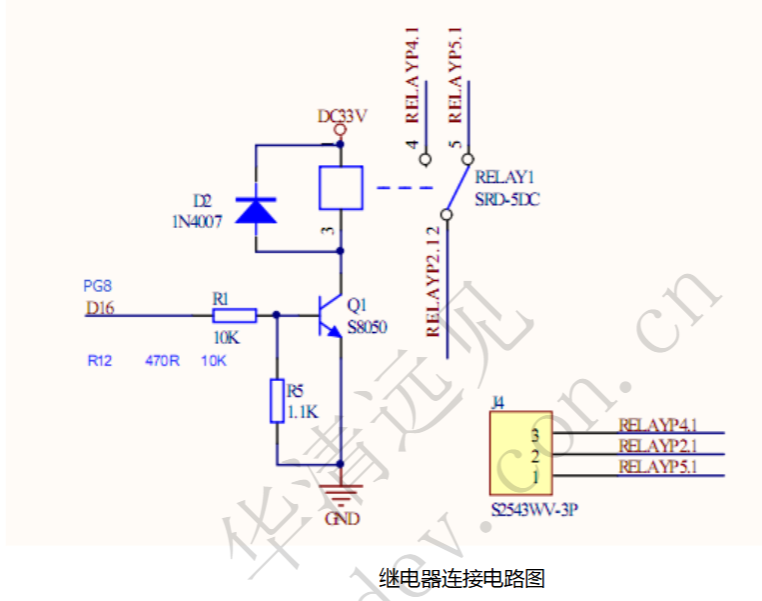 RELAYP4.1
RELAYP5.1
DC33V
1
4
5
RELAY1
SRD-5DC
D2
1N4007
3
RELAYP2.1 2
PG8
D16
R1
10K
Q1
S8050
R12 470R 10K
R5
1.1K
GND
J4
3 RELAYP4.1
2 RELAYP2.1
1 RELAYP5.1
S2543WV-3P
华清远见
dev.con.cn
继电器连接电路图